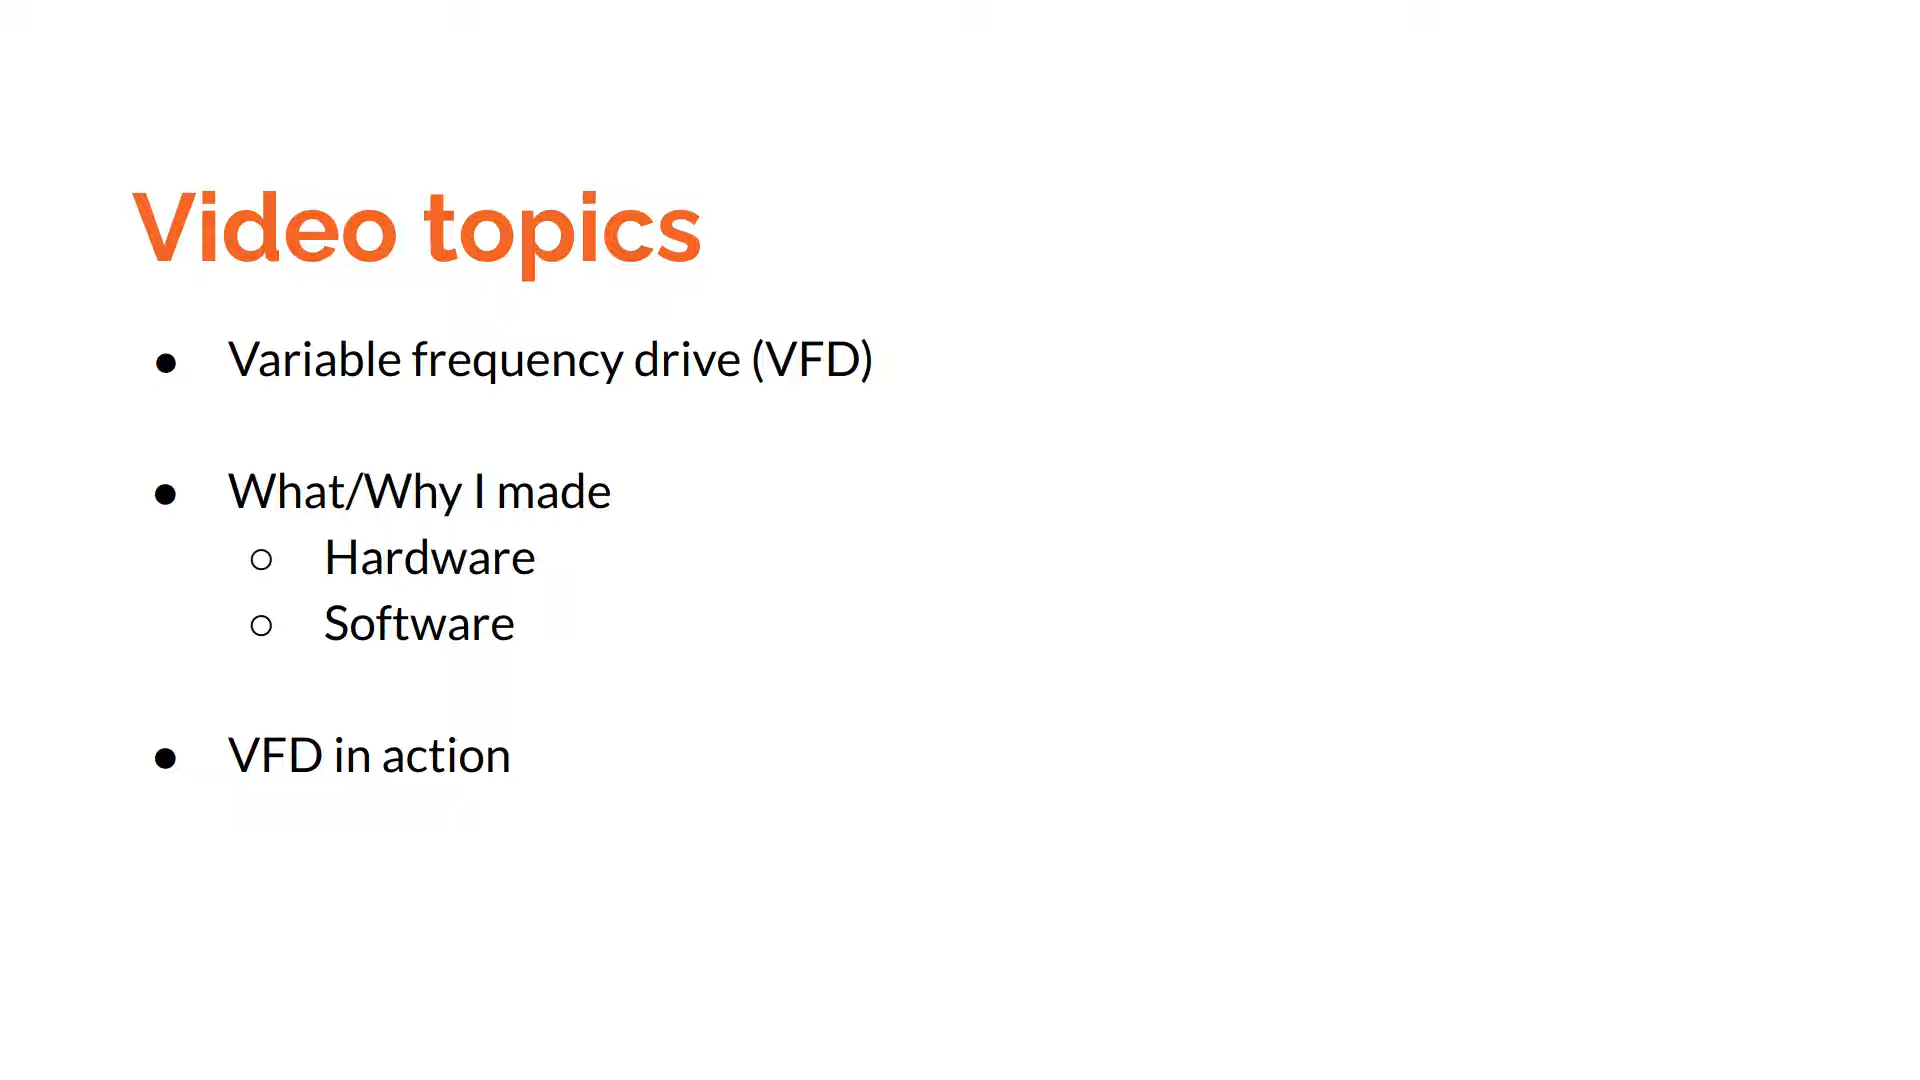 Video topics
● Variable frequency drive (VFD)
● What/Why I made
○ Hardware
○ Software
● VFD in action